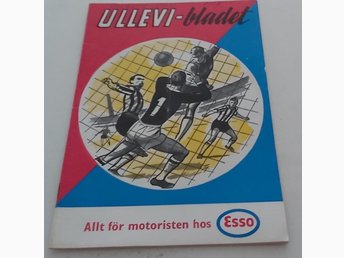 ULLEVI-bladet
1
Allt för motoristen hos Esso